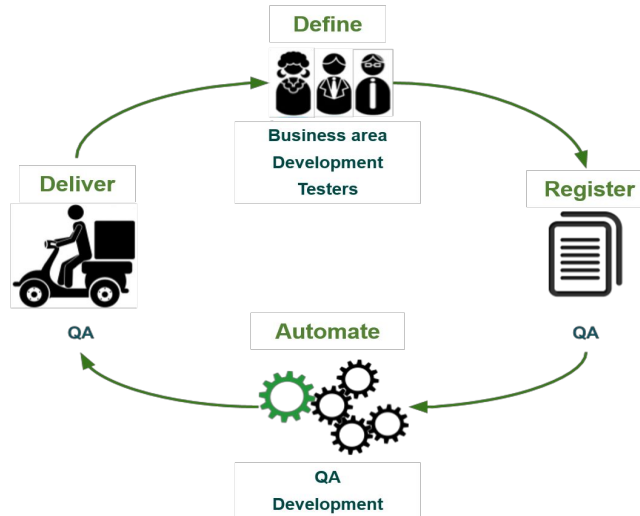 Define
Business area
Development
Testers
Deliver
Register
QA
QA
Automate
QA
Development